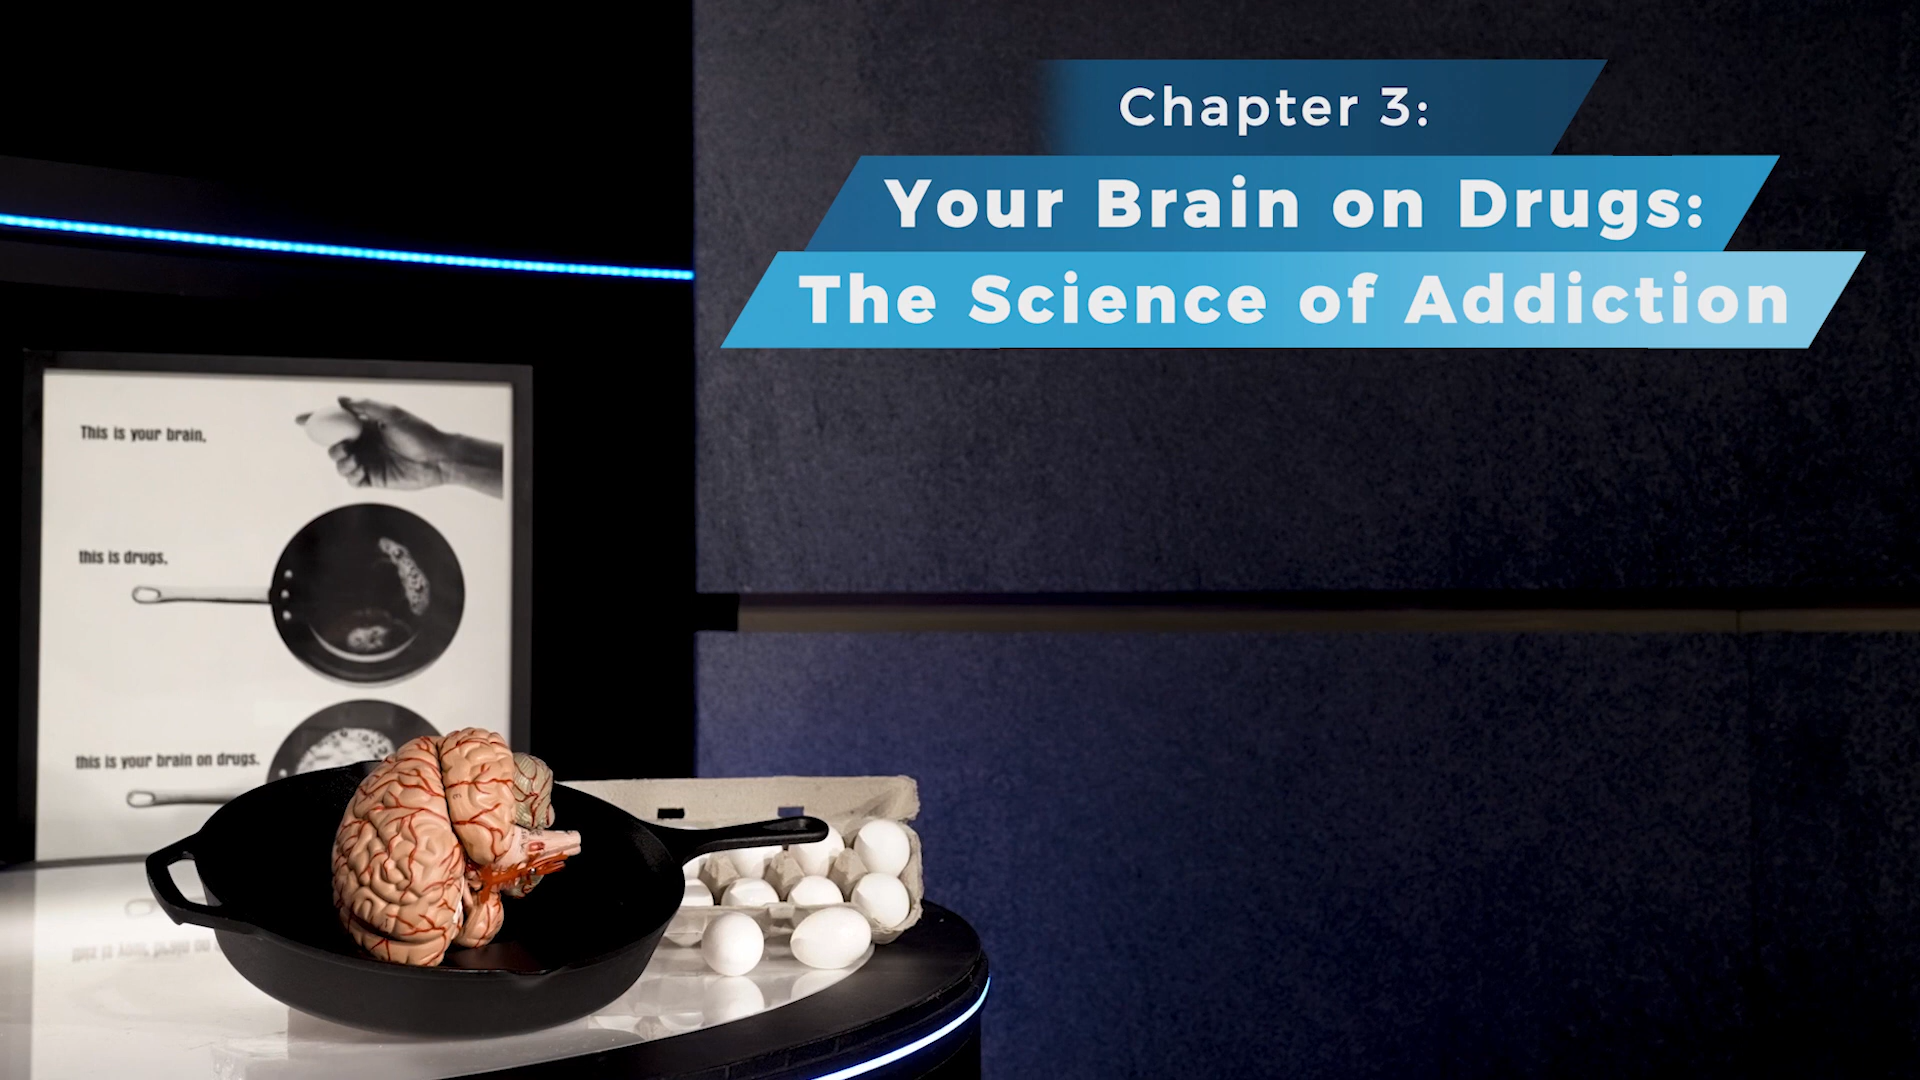 Chapter 3:
Your Brain on Drugs:
The Science of Addiction
This is your brain,
this is drugs,
this is your brain on drugs.